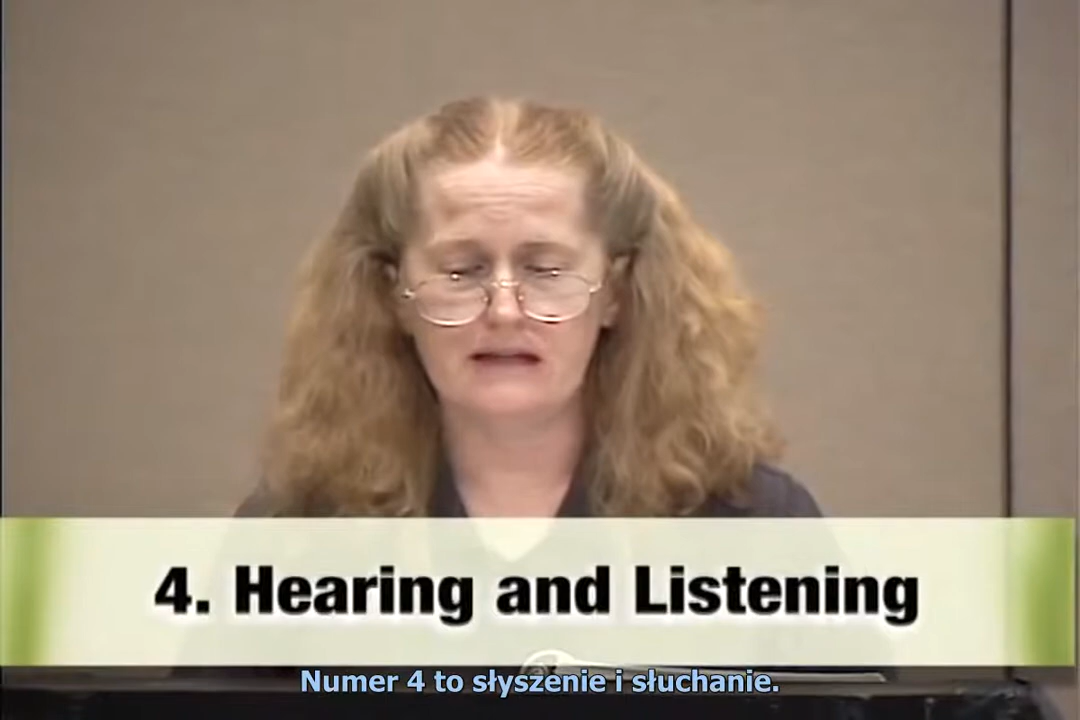 4. Hearing and Listening
Numer 4 to słyszenie i słuchanie.